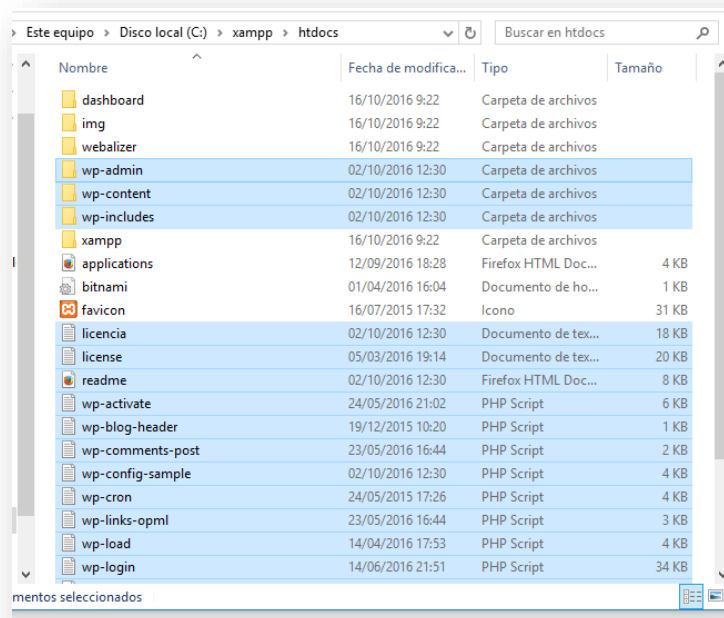 Este equipo > Disco local (C:) > xampp > htdocs Buscar en htdocs
Nombre Fecha de modifica... Tipo Tamaño
dashboard 16/10/2016 9:22 Carpeta de archivos
img 16/10/2016 9:22 Carpeta de archivos
webalizer 16/10/2016 9:22 Carpeta de archivos
wp-admin 02/10/2016 12:30 Carpeta de archivos
wp-content 02/10/2016 12:30 Carpeta de archivos
wp-includes 02/10/2016 12:30 Carpeta de archivos
xampp 16/10/2016 9:22 Carpeta de archivos
applications 12/09/2016 18:28 Firefox HTML Doc... 4 KB
bitnami 01/04/2016 16:04 Documento de ho... 1 KB
favicon 16/07/2015 17:32 Icono 31 KB
licencia 02/10/2016 12:30 Documento de tex... 18 KB
license 05/03/2016 19:14 Documento de tex... 20 KB
readme 02/10/2016 12:30 Firefox HTML Doc... 8 KB
wp-activate 24/05/2016 21:02 PHP Script 6 KB
wp-blog-header 19/12/2015 10:20 PHP Script 1 KB
wp-comments-post 23/05/2016 16:44 PHP Script 2 KB
wp-config-sample 02/10/2016 12:30 PHP Script 4 KB
wp-cron 24/05/2015 17:26 PHP Script 4 KB
wp-links-opml 23/05/2016 16:44 PHP Script 3 KB
wp-load 14/04/2016 17:53 PHP Script 4 KB
wp-login 14/06/2016 21:51 PHP Script 34 KB
mentos seleccionados